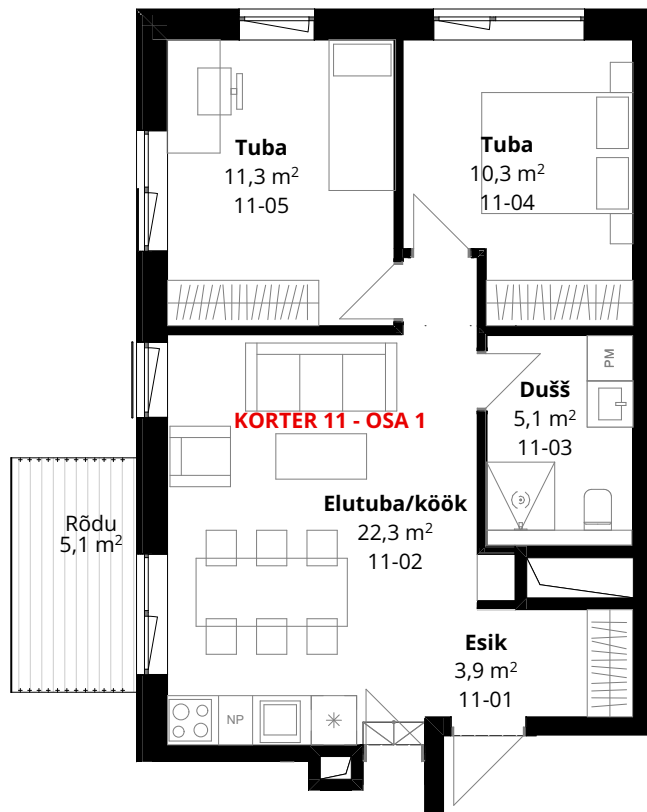 Tuba
11,3 m²
11-05
Tuba
10,3 m²
11-04
PM
Dušš
5,1 m²
11-03
KORTER 11 - OSA 1
Elutuba/köök
22,3 m²
11-02
Rõdu
5,1 m²
Esik
3,9 m²
11-01
NP